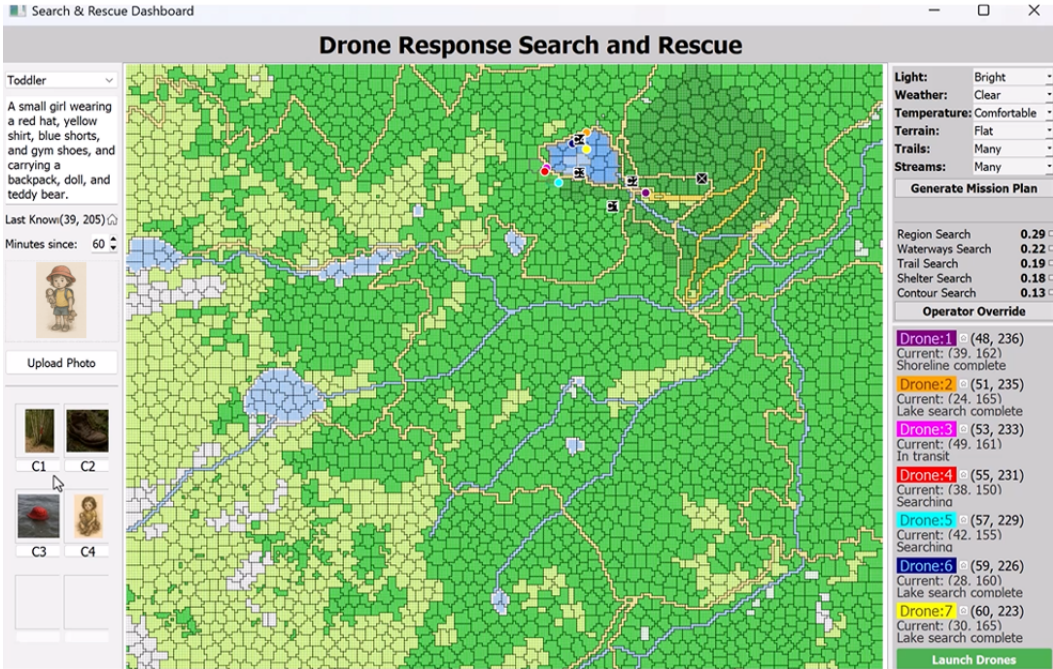 Search & Rescue Dashboard
Drone Response Search and Rescue
Toddler
A small girl wearing
a red hat, yellow
shirt, blue shorts,
and gym shoes, and
carrying a
backpack, doll, and
teddy bear.
Last Know(39, 205)
Minutes since: 60
Upload Photo
C1
C2
C3
C4
Light: Bright
Weather: Clear
Temperature: Comfortable
Terrain: Flat
Trails: Many
Streams: Many
Generate Mission Plan
Region Search 0.29
Waterways Search 0.22
Trail Search 0.19
Shelter Search 0.18
Contour Search 0.13
Operator Override
Drone:1 (48, 236)
Current: (39, 162)
Shoreline complete
Drone:2 (51, 235)
Current: (24, 165)
Lake search complete
Drone:3 (53, 233)
Current: (49, 161)
In transit
Drone:4 (55, 231)
Current: (38, 150)
Searching
Drone:5 (57, 229)
Current: (42, 155)
Searching
Drone:6 (59, 226)
Current: (28, 160)
Lake search complete
Drone:7 (60, 223)
Current: (30, 165)
Lake search complete
Launch Drones